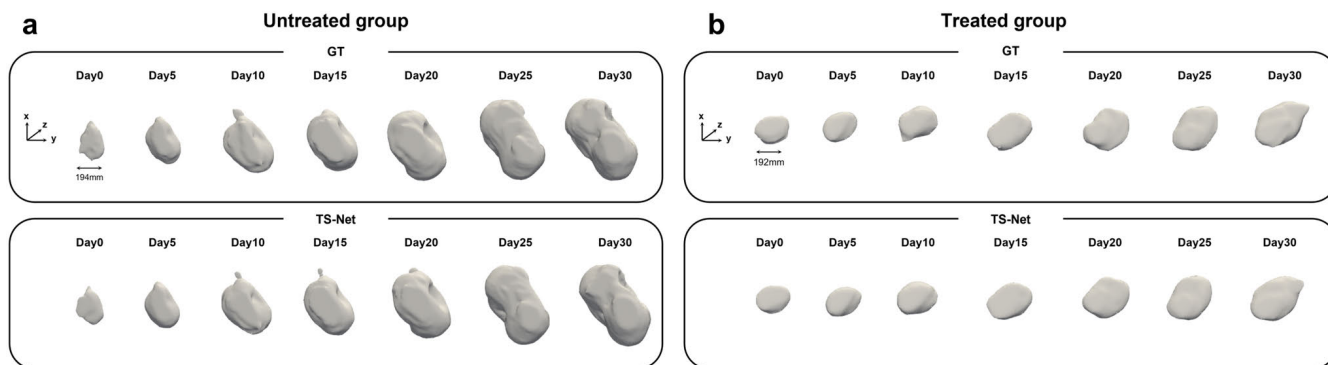 a
Untreated group
GT
Day0 Day5 Day10 Day15 Day20 Day25 Day30
x
z
y
194mm
TS-Net
Day0 Day5 Day10 Day15 Day20 Day25 Day30
b
Treated group
GT
Day0 Day5 Day10 Day15 Day20 Day25 Day30
x
z
y
192mm
TS-Net
Day0 Day5 Day10 Day15 Day20 Day25 Day30